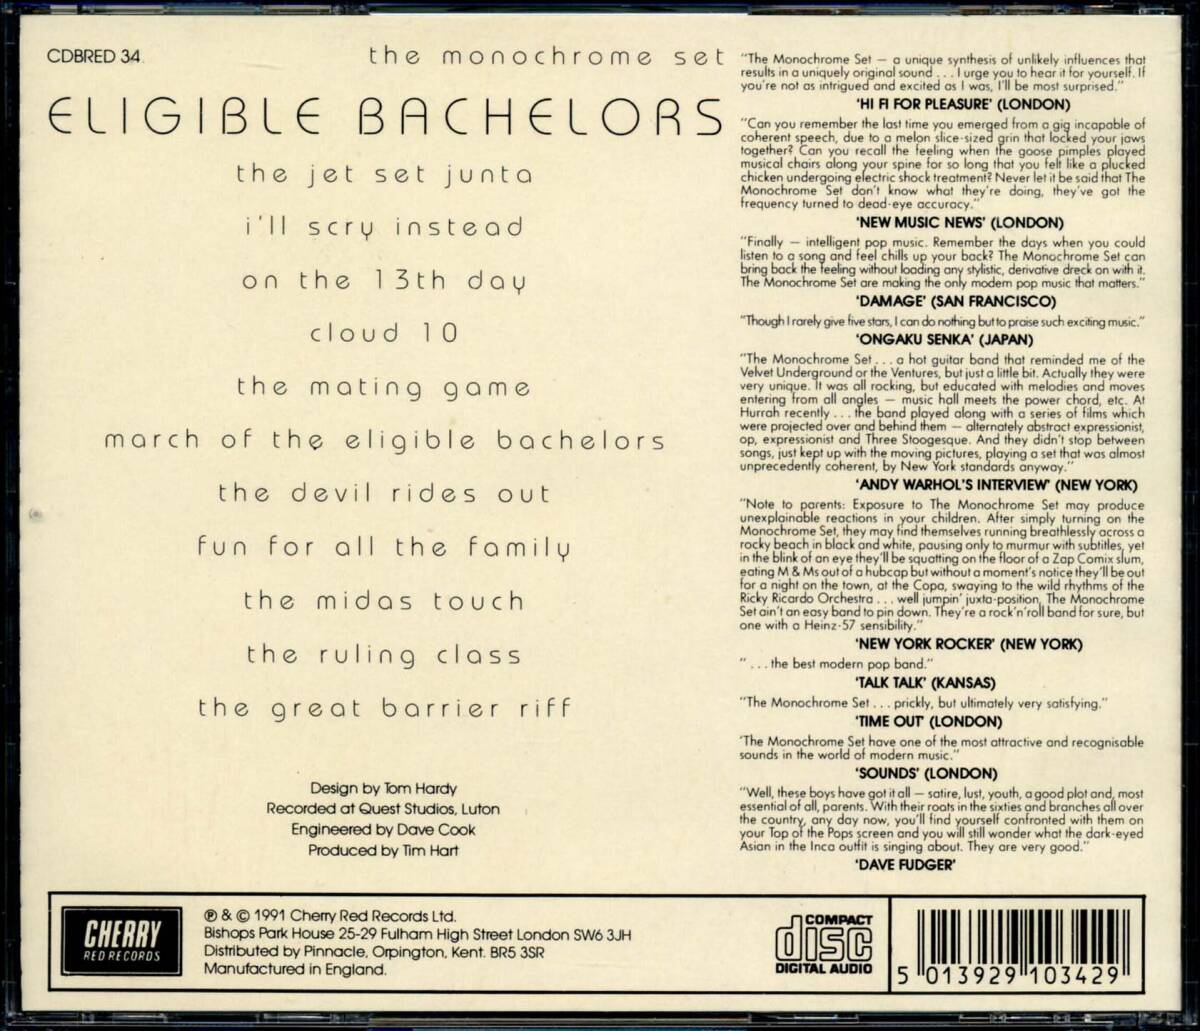 CDBRED 34
the monochrome set
ELIGIBLE BACHELORS
the jet set junta
i'll scry instead
on the 13th day
cloud 10
the mating game
march of the eligible bachelors
the devil rides out
fun for all the family
the midas touch
the ruling class
the great barrier riff
Design by Tom Hardy
Recorded at Quest Studios, Luton
Engineered by Dave Cook
Produced by Tim Hart
"The Monochrome Set – a unique synthesis of unlikely influences that
results in a uniquely original sound . . . I urge you to hear it for yourself. If
you're not as intrigued and excited as I was, I'll be most surprised."
'HI FI FOR PLEASURE' (LONDON)
"Can you remember the last time you emerged from a gig incapable of
coherent speech, due to a melon slice-sized grin that locked your jaws
together? Can you recall the feeling when the goose pimples played
musical chairs along your spine for so long that you felt like a plucked
chicken undergoing electric shock treatment? Never let it be said that The
Monochrome Set don't know what they're doing, they've got the
frequency turned to dead-eye accuracy."
'NEW MUSIC NEWS' (LONDON)
"Finally – intelligent pop music. Remember the days when you could
listen to a song and feel chills up your back? The Monochrome Set can
bring back the feeling without loading any stylistic, derivative dreck on with it.
The Monochrome Set are making the only modern pop music that matters."
'DAMAGE' (SAN FRANCISCO)
"Though I rarely give five stars, I can do nothing but to praise such exciting music."
'ONGAKU SENKA' (JAPAN)
"The Monochrome Set . . . a hot guitar band that reminded me of the
Velvet Underground or the Ventures, but just a little bit. Actually they were
very unique. It was all rocking, but educated with melodies and moves
entering from all angles – music hall meets the power chord, etc. At
Hurrah recently . . . the band played along with a series of films which
were projected over and behind them – alternately abstract expressionist,
op, expressionist and Three Stoogesque. And they didn't stop between
songs, just kept up with the moving pictures, playing a set that was almost
unprecedently coherent, by New York standards anyway."
'ANDY WARHOL'S INTERVIEW' (NEW YORK)
"Note to parents: Exposure to The Monochrome Set may produce
unexplainable reactions in your children. After simply turning on the
Monochrome Set, they may find themselves running breathlessly across a
rocky beach in black and white, pausing only to murmur with subtitles, yet
in the blink of an eye they'll be squatting on the floor of a Zap Comix slum,
eating M & Ms out of a hubcap but without a moment's notice they'll be out
for a night on the town, at the Copa, swaying to the wild rhythms of the
Ricky Ricardo Orchestra . . . well jumpin' juxta-position, The Monochrome
Set ain't an easy band to pin down. They're a rock'n'roll band for sure, but
one with a Heinz-57 sensibility."
'NEW YORK ROCKER' (NEW YORK)
" . . . the best modern pop band."
'TALK TALK' (KANSAS)
"The Monochrome Set . . . prickly, but ultimately very satisfying."
'TIME OUT' (LONDON)
'The Monochrome Set have one of the most attractive and recognisable
sounds in the world of modern music."
'SOUNDS' (LONDON)
"Well, these boys have got it all – satire, lust, youth, a good plot and, most
essential of all, parents. With their roots in the sixties and branches all over
the country, any day now, you'll find yourself confronted with them on
your Top of the Pops screen and you will still wonder what the dark-eyed
Asian in the Inca outfit is singing about. They are very good."
'DAVE FUDGER'
CHERRY
RED RECORDS
℗ & © 1991 Cherry Red Records Ltd.
Bishops Park House 25-29 Fulham High Street London SW6 3JH
Distributed by Pinnacle, Orpington, Kent. BR5 3SR
Manufactured in England.
COMPACT
disc
DIGITAL AUDIO
5 013929 103429